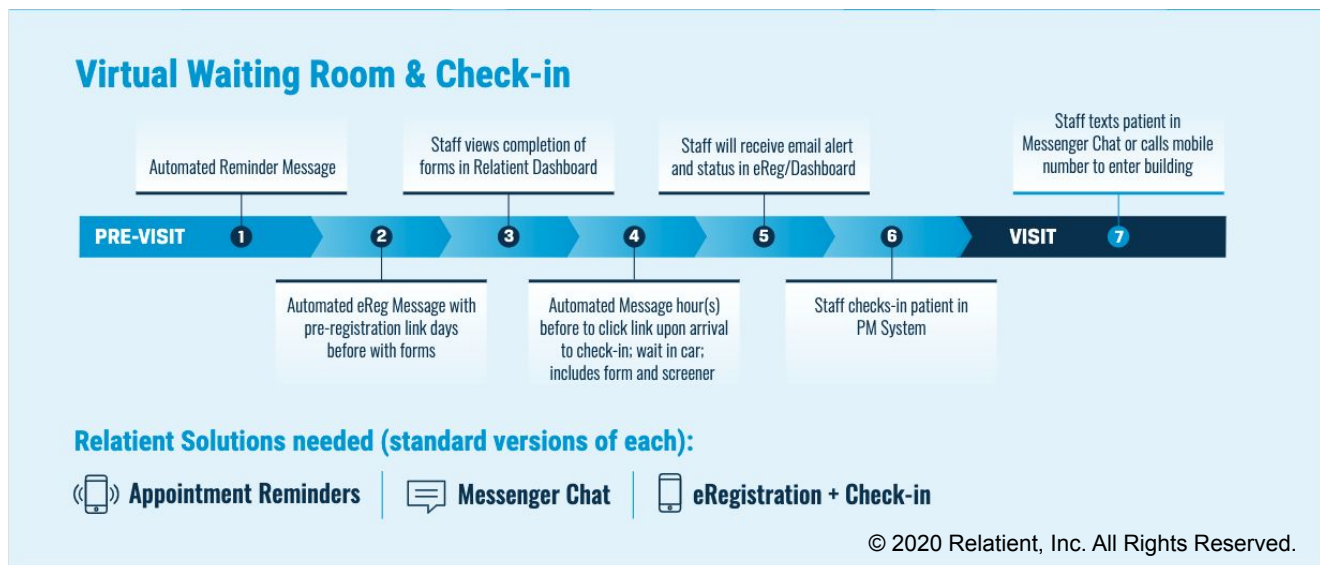 Virtual Waiting Room & Check-in
Automated Reminder Message
Staff views completion of
forms in Relatient Dashboard
Staff will receive email alert
and status in eReg/Dashboard
Staff texts patient in
Messenger Chat or calls mobile
number to enter building
PRE-VISIT 1 2 3 4 5 6 VISIT 7
Automated eReg Message with
pre-registration link days
before with forms
Automated Message hour(s)
before to click link upon arrival
to check-in; wait in car;
includes form and screener
Staff checks-in patient in
PM System
Relatient Solutions needed (standard versions of each):
Appointment Reminders
Messenger Chat
eRegistration + Check-in
© 2020 Relatient, Inc. All Rights Reserved.